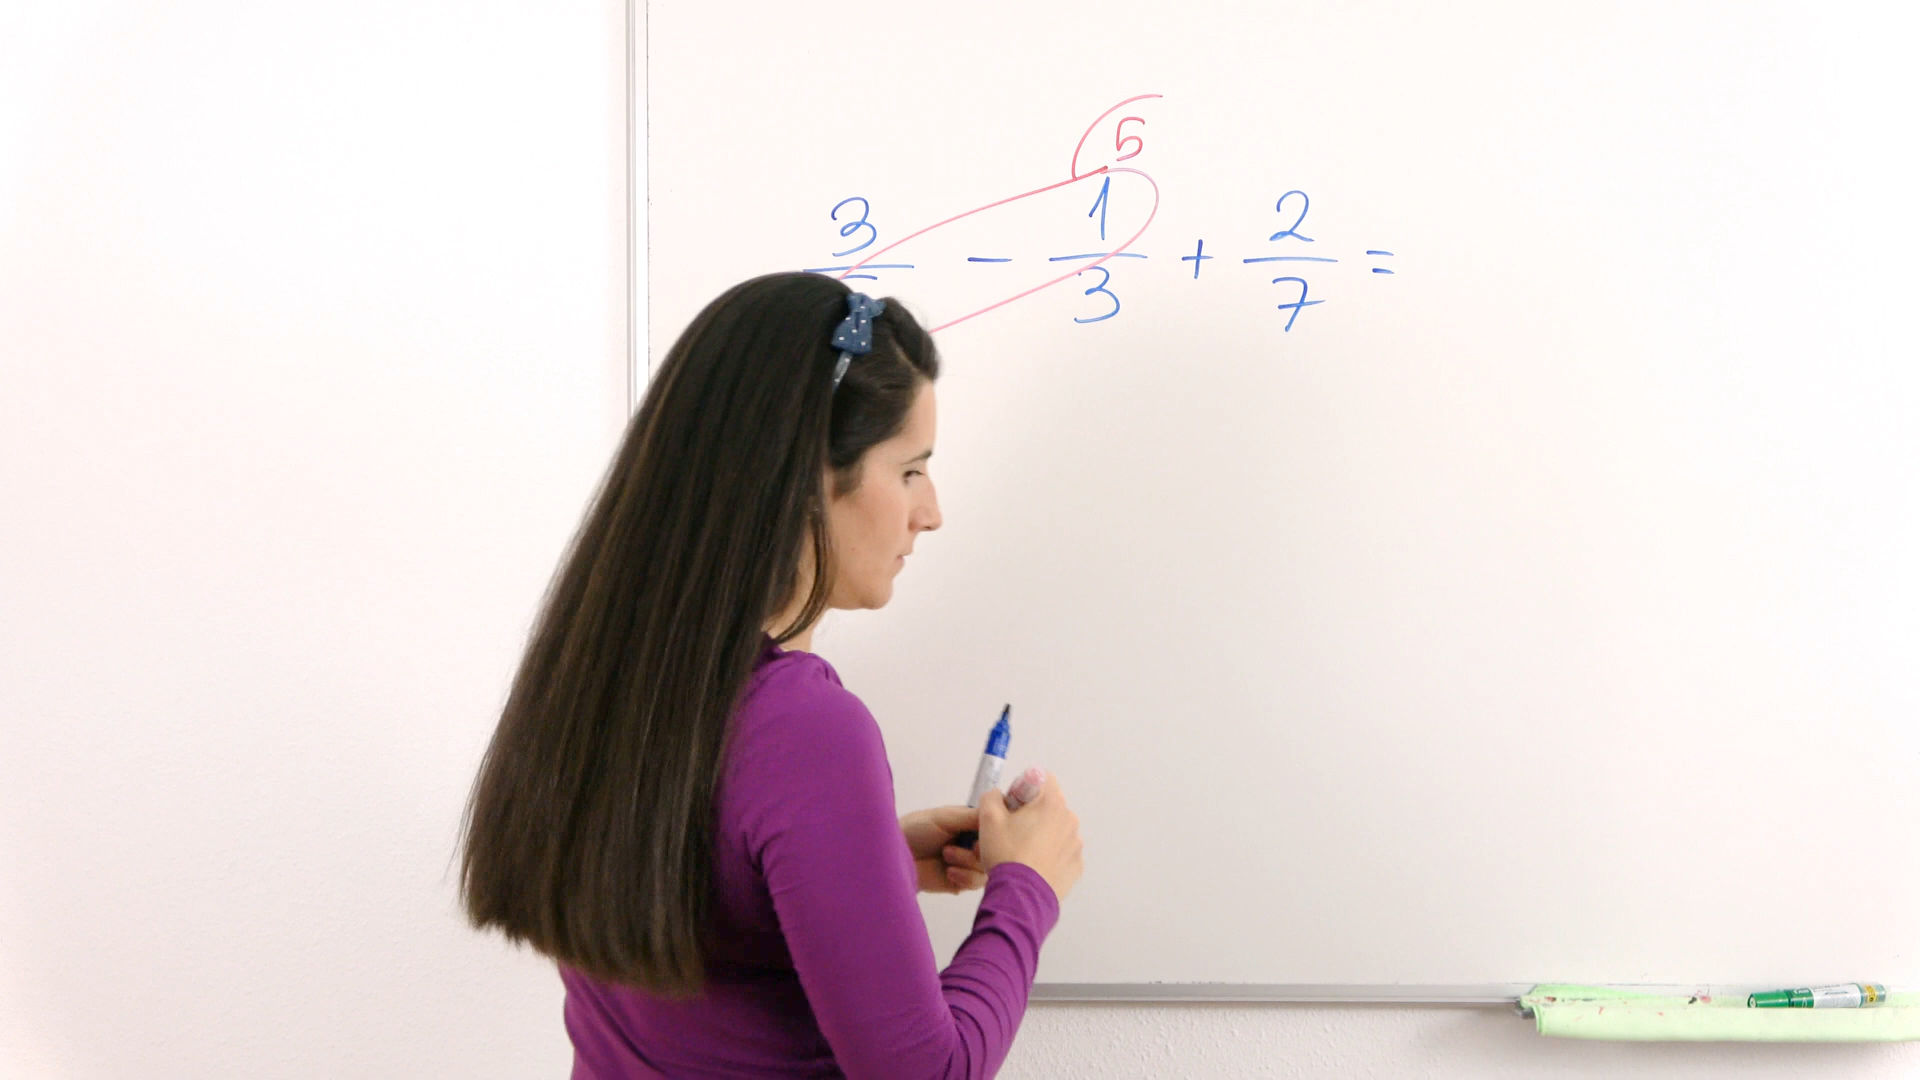 5
3 1 2
- + =
3 7